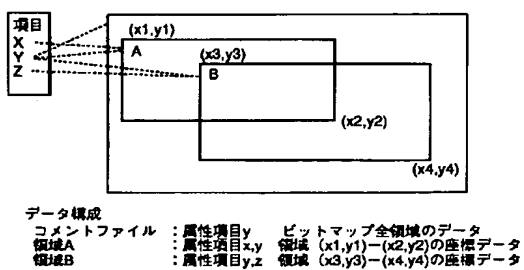 項目
X
Y
Z
(x1,y1)
A
(x3,y3)
B
(x2,y2)
(x4,y4)
データ構成
コメントファイル :属性項目y ビットマップ全領域のデータ
領域A :属性項目x,y 領域 (x1,y1)−(x2,y2)の座標データ
領域B :属性項目y,z 領域 (x3,y3)−(x4,y4)の座標データ